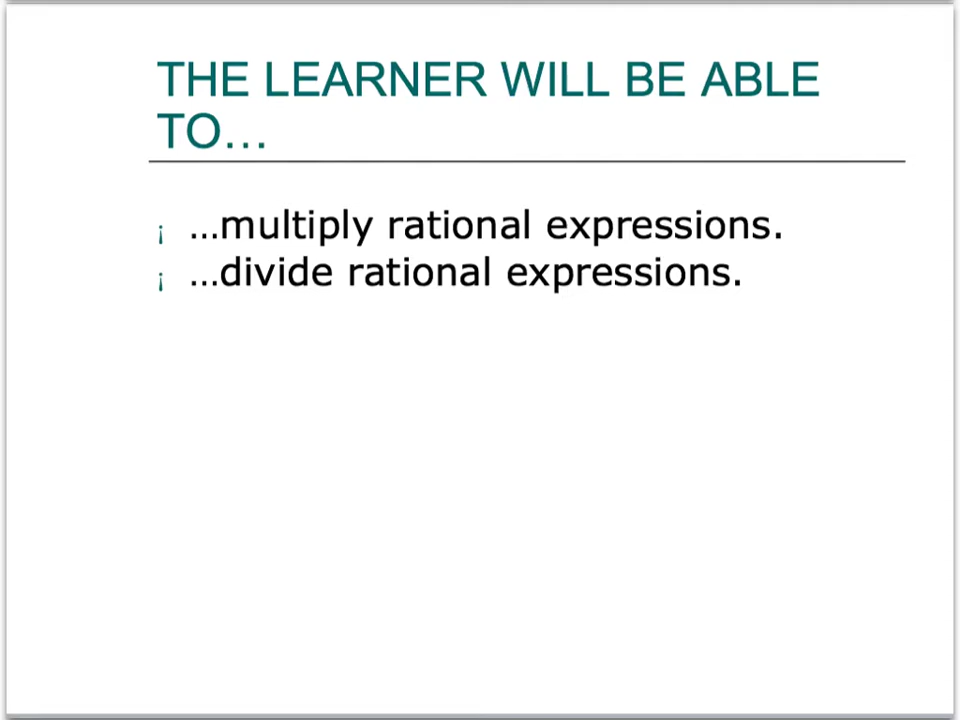 THE LEARNER WILL BE ABLE
TO…
¡ …multiply rational expressions.
¡ …divide rational expressions.